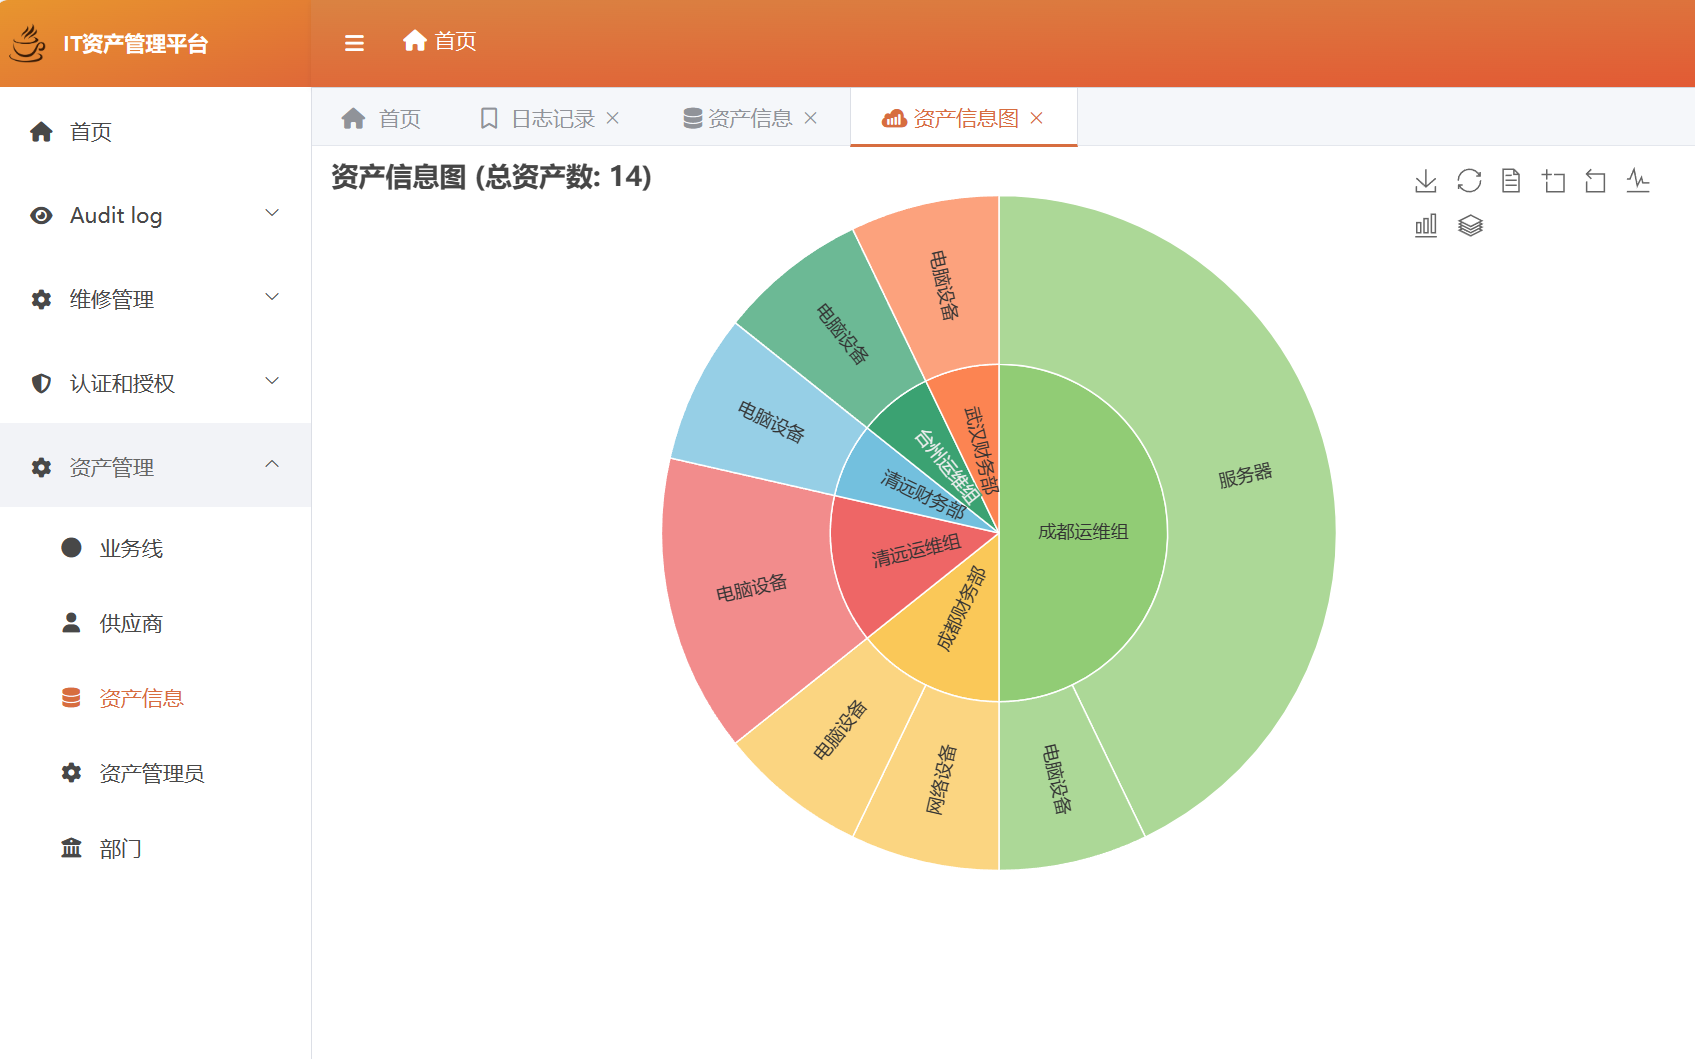 IT资产管理平台
首页
首页
Audit log
维修管理
认证和授权
资产管理
业务线
供应商
资产信息
资产管理员
部门
首页
日志记录
资产信息
资产信息图
资产信息图 (总资产数: 14)
电脑设备
电脑设备
电脑设备
电脑设备
电脑设备
网络设备
电脑设备
服务器
武汉财务部
台州运维组
清远财务部
清远运维组
成都财务部
成都运维组